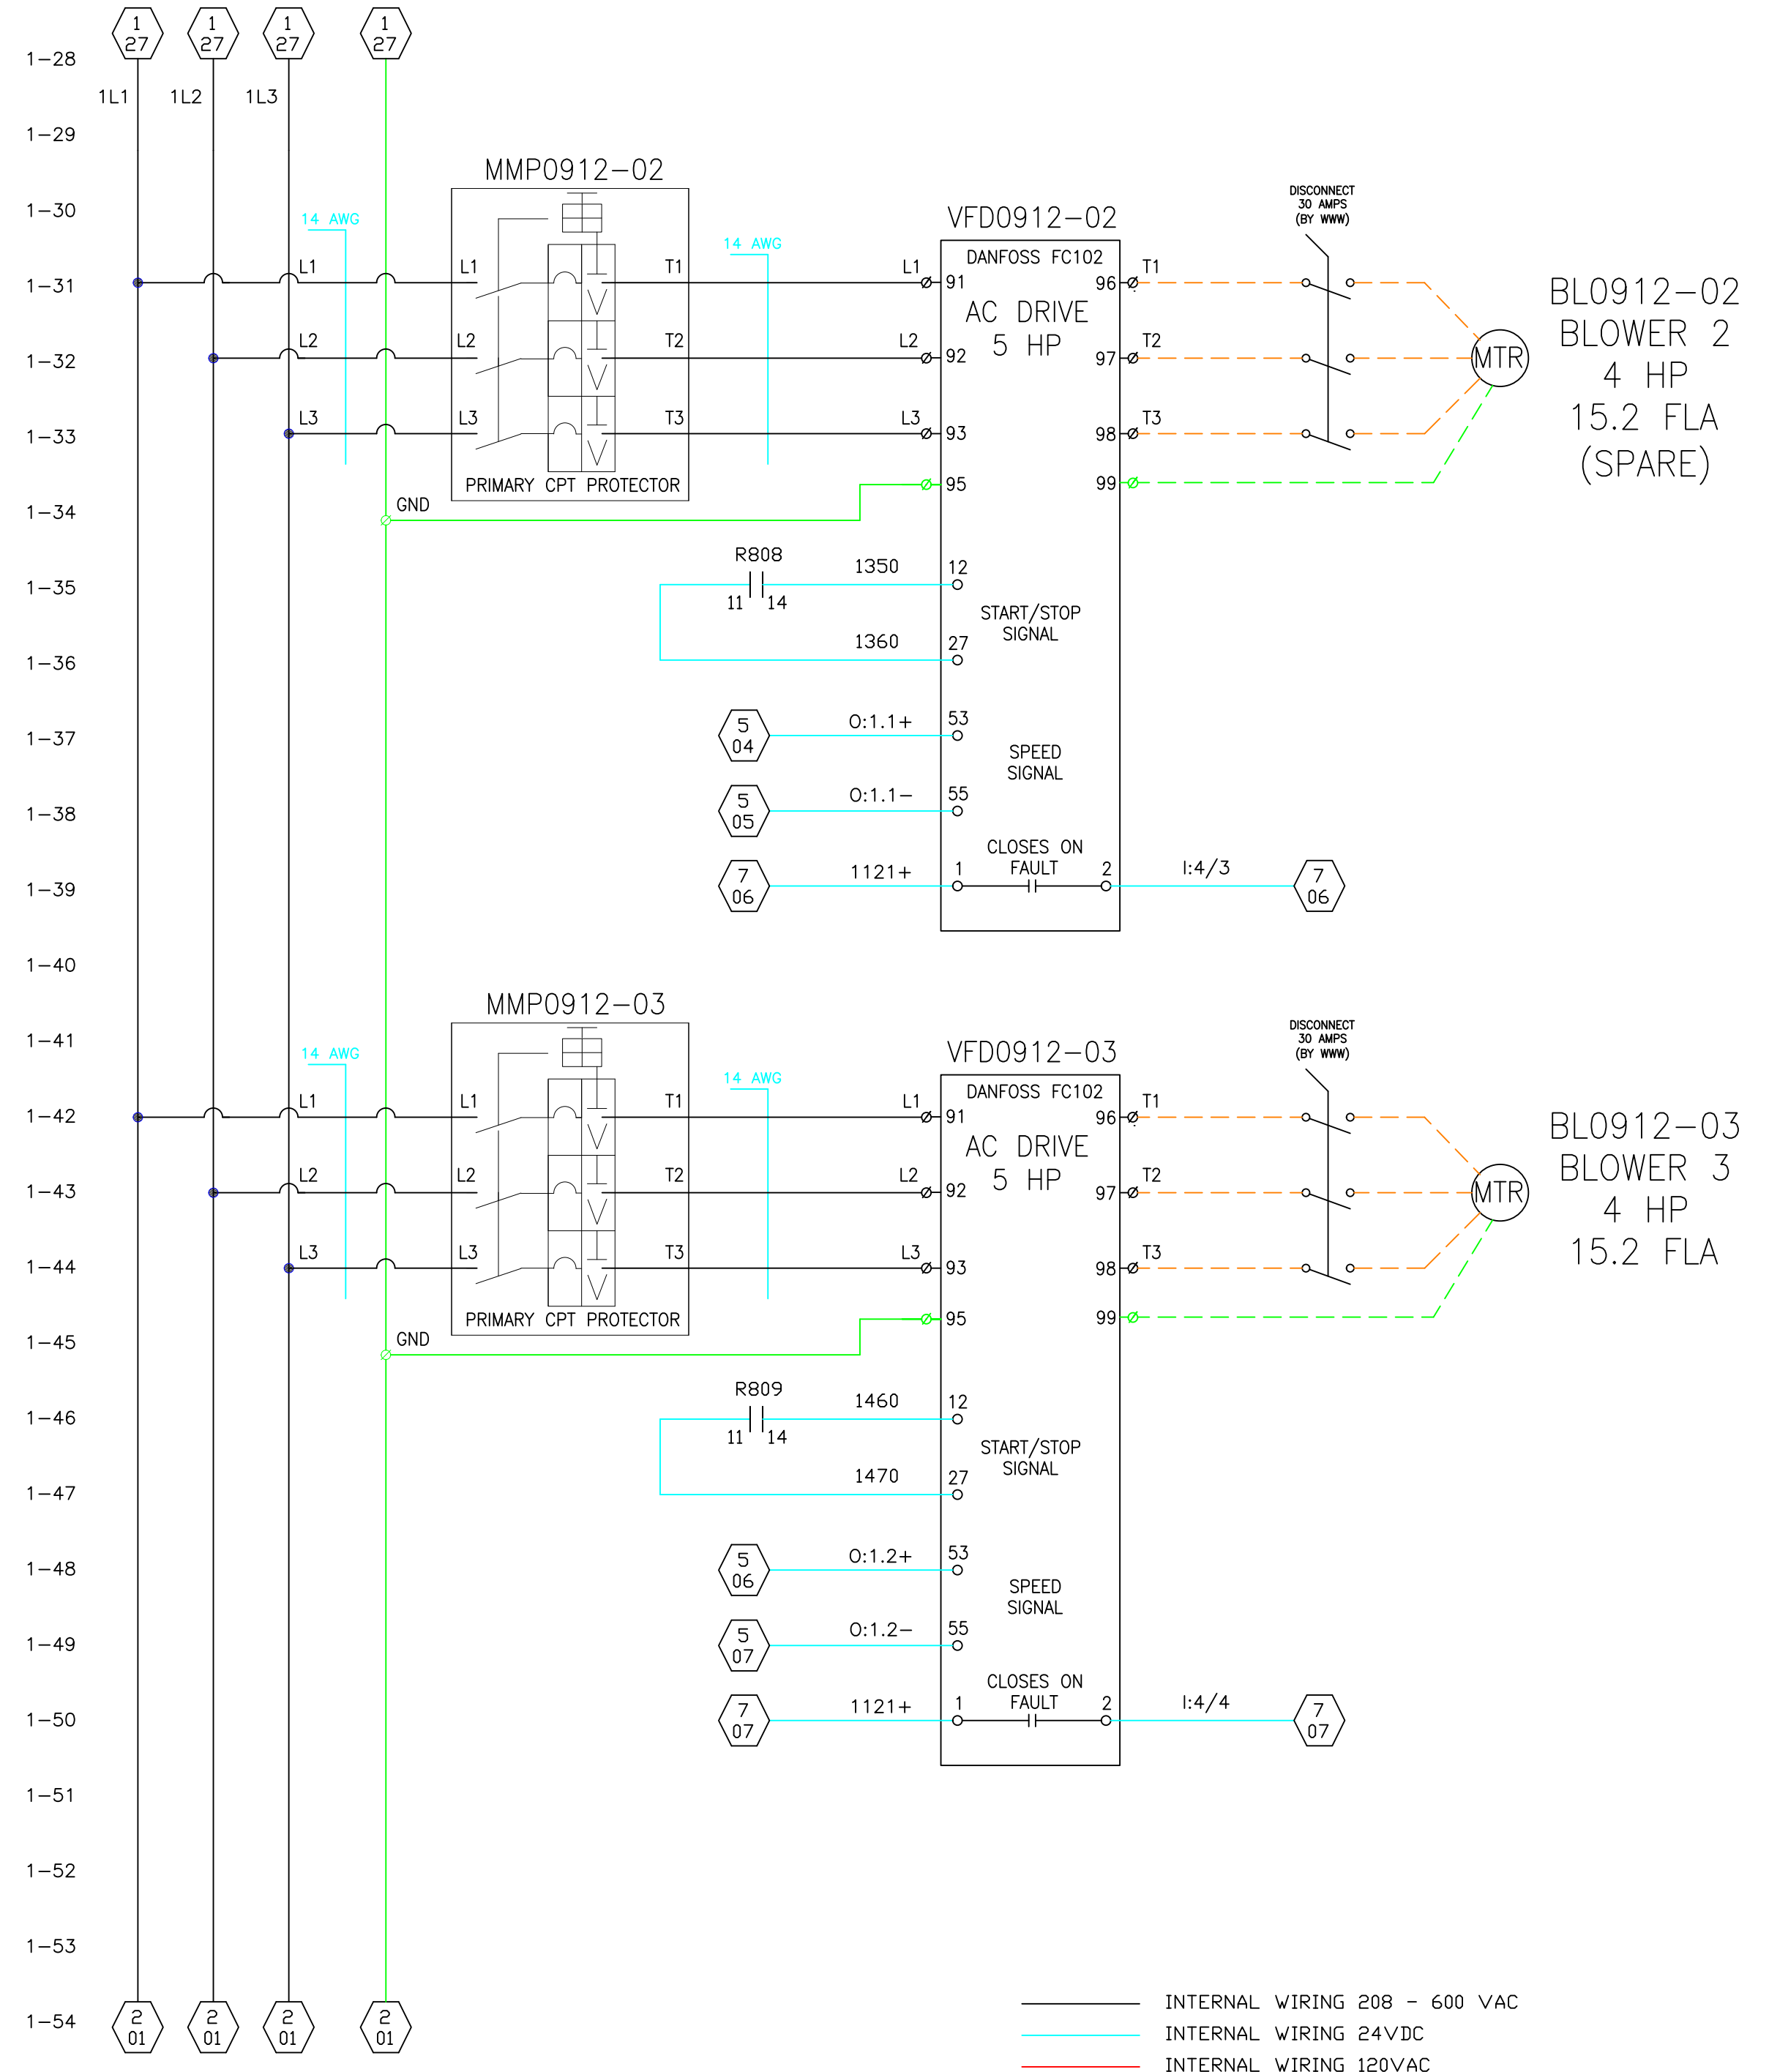 1 27
1 27
1 27
1 27
1-28
1L1 1L2 1L3
1-29
MMP0912-02
1-30
14 AWG
14 AWG
VFD0912-02
DISCONNECT
30 AMPS
(BY WWW)
DANFOSS FC102
1-31
L1 L1 T1 L1 91 96 T1
AC DRIVE
5 HP
1-32
L2 L2 T2 L2 92 97 T2
MTR
1-33
L3 L3 T3 L3 93 98 T3
BL0912-02
BLOWER 2
4 HP
15.2 FLA
(SPARE)
PRIMARY CPT PROTECTOR
95 99
1-34
GND
R808
1-35
11 14
1350
12
START/STOP
SIGNAL
1-36
1360
27
1-37
5 04
O:1.1+
53
SPEED
SIGNAL
1-38
5 05
O:1.1-
55
CLOSES ON
FAULT
1-39
7 06
1121+
1 2
I:4/3
7 06
1-40
MMP0912-03
1-41
14 AWG
14 AWG
VFD0912-03
DISCONNECT
30 AMPS
(BY WWW)
DANFOSS FC102
1-42
L1 L1 T1 L1 91 96 T1
AC DRIVE
5 HP
1-43
L2 L2 T2 L2 92 97 T2
MTR
1-44
L3 L3 T3 L3 93 98 T3
BL0912-03
BLOWER 3
4 HP
15.2 FLA
PRIMARY CPT PROTECTOR
95 99
1-45
GND
R809
1-46
11 14
1460
12
START/STOP
SIGNAL
1-47
1470
27
1-48
5 06
O:1.2+
53
SPEED
SIGNAL
1-49
5 07
O:1.2-
55
CLOSES ON
FAULT
1-50
7 07
1121+
1 2
I:4/4
7 07
1-51
1-52
1-53
1-54
2 01
2 01
2 01
2 01
INTERNAL WIRING 208 - 600 VAC
INTERNAL WIRING 24VDC
INTERNAL WIRING 120VAC